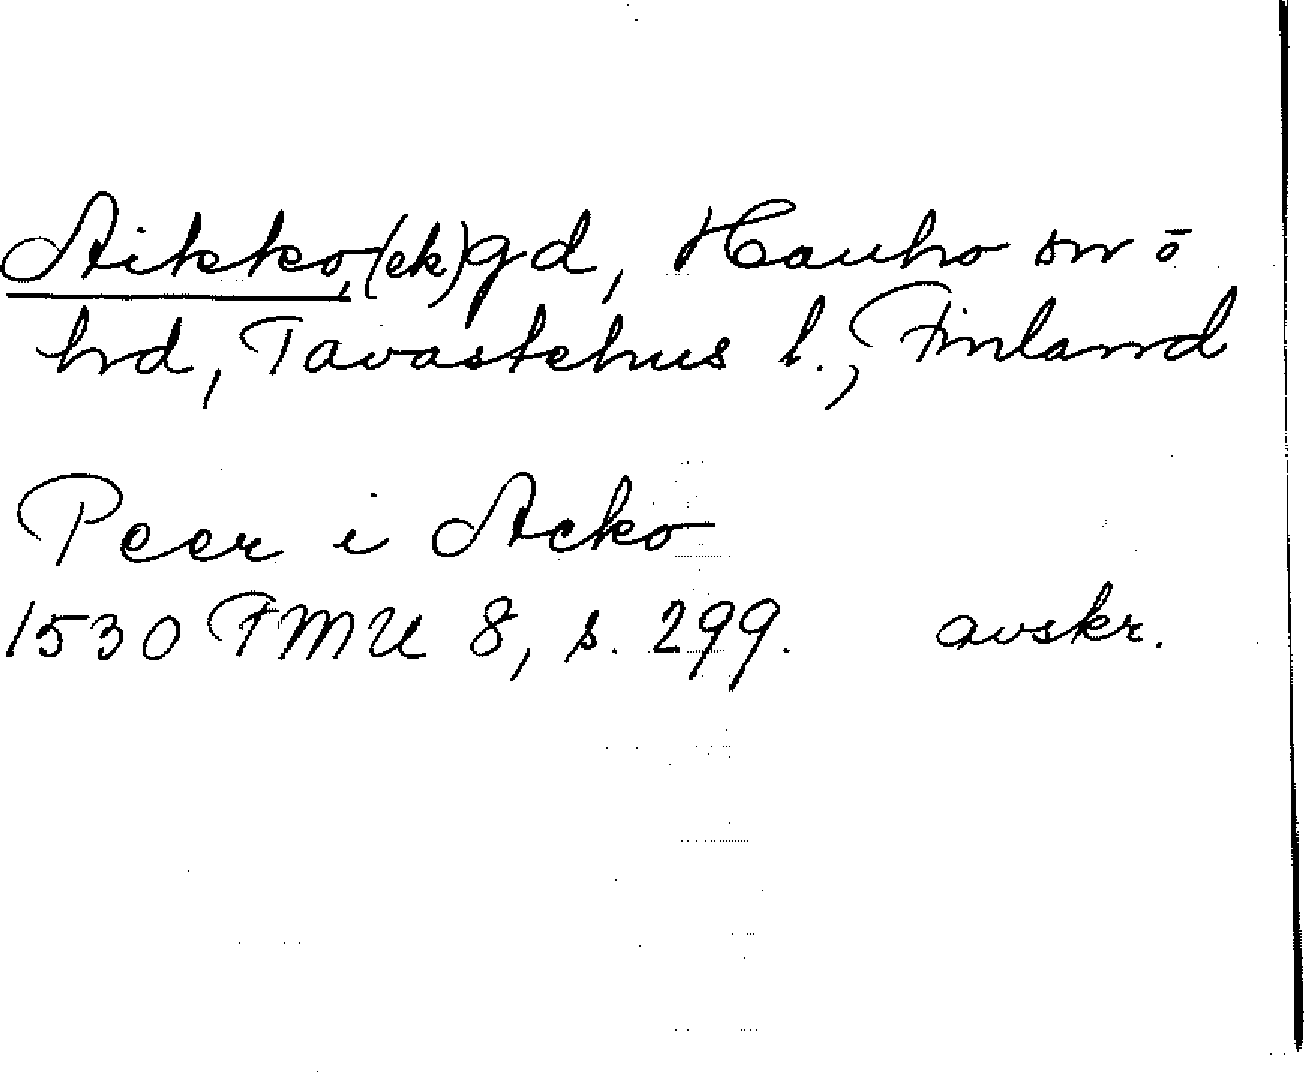 Aikko, (ek)gd, Hauho sn o
hd, Tavastehus l., Finland
Peer i Acko
1530 FMU 8, s. 299. avskr.